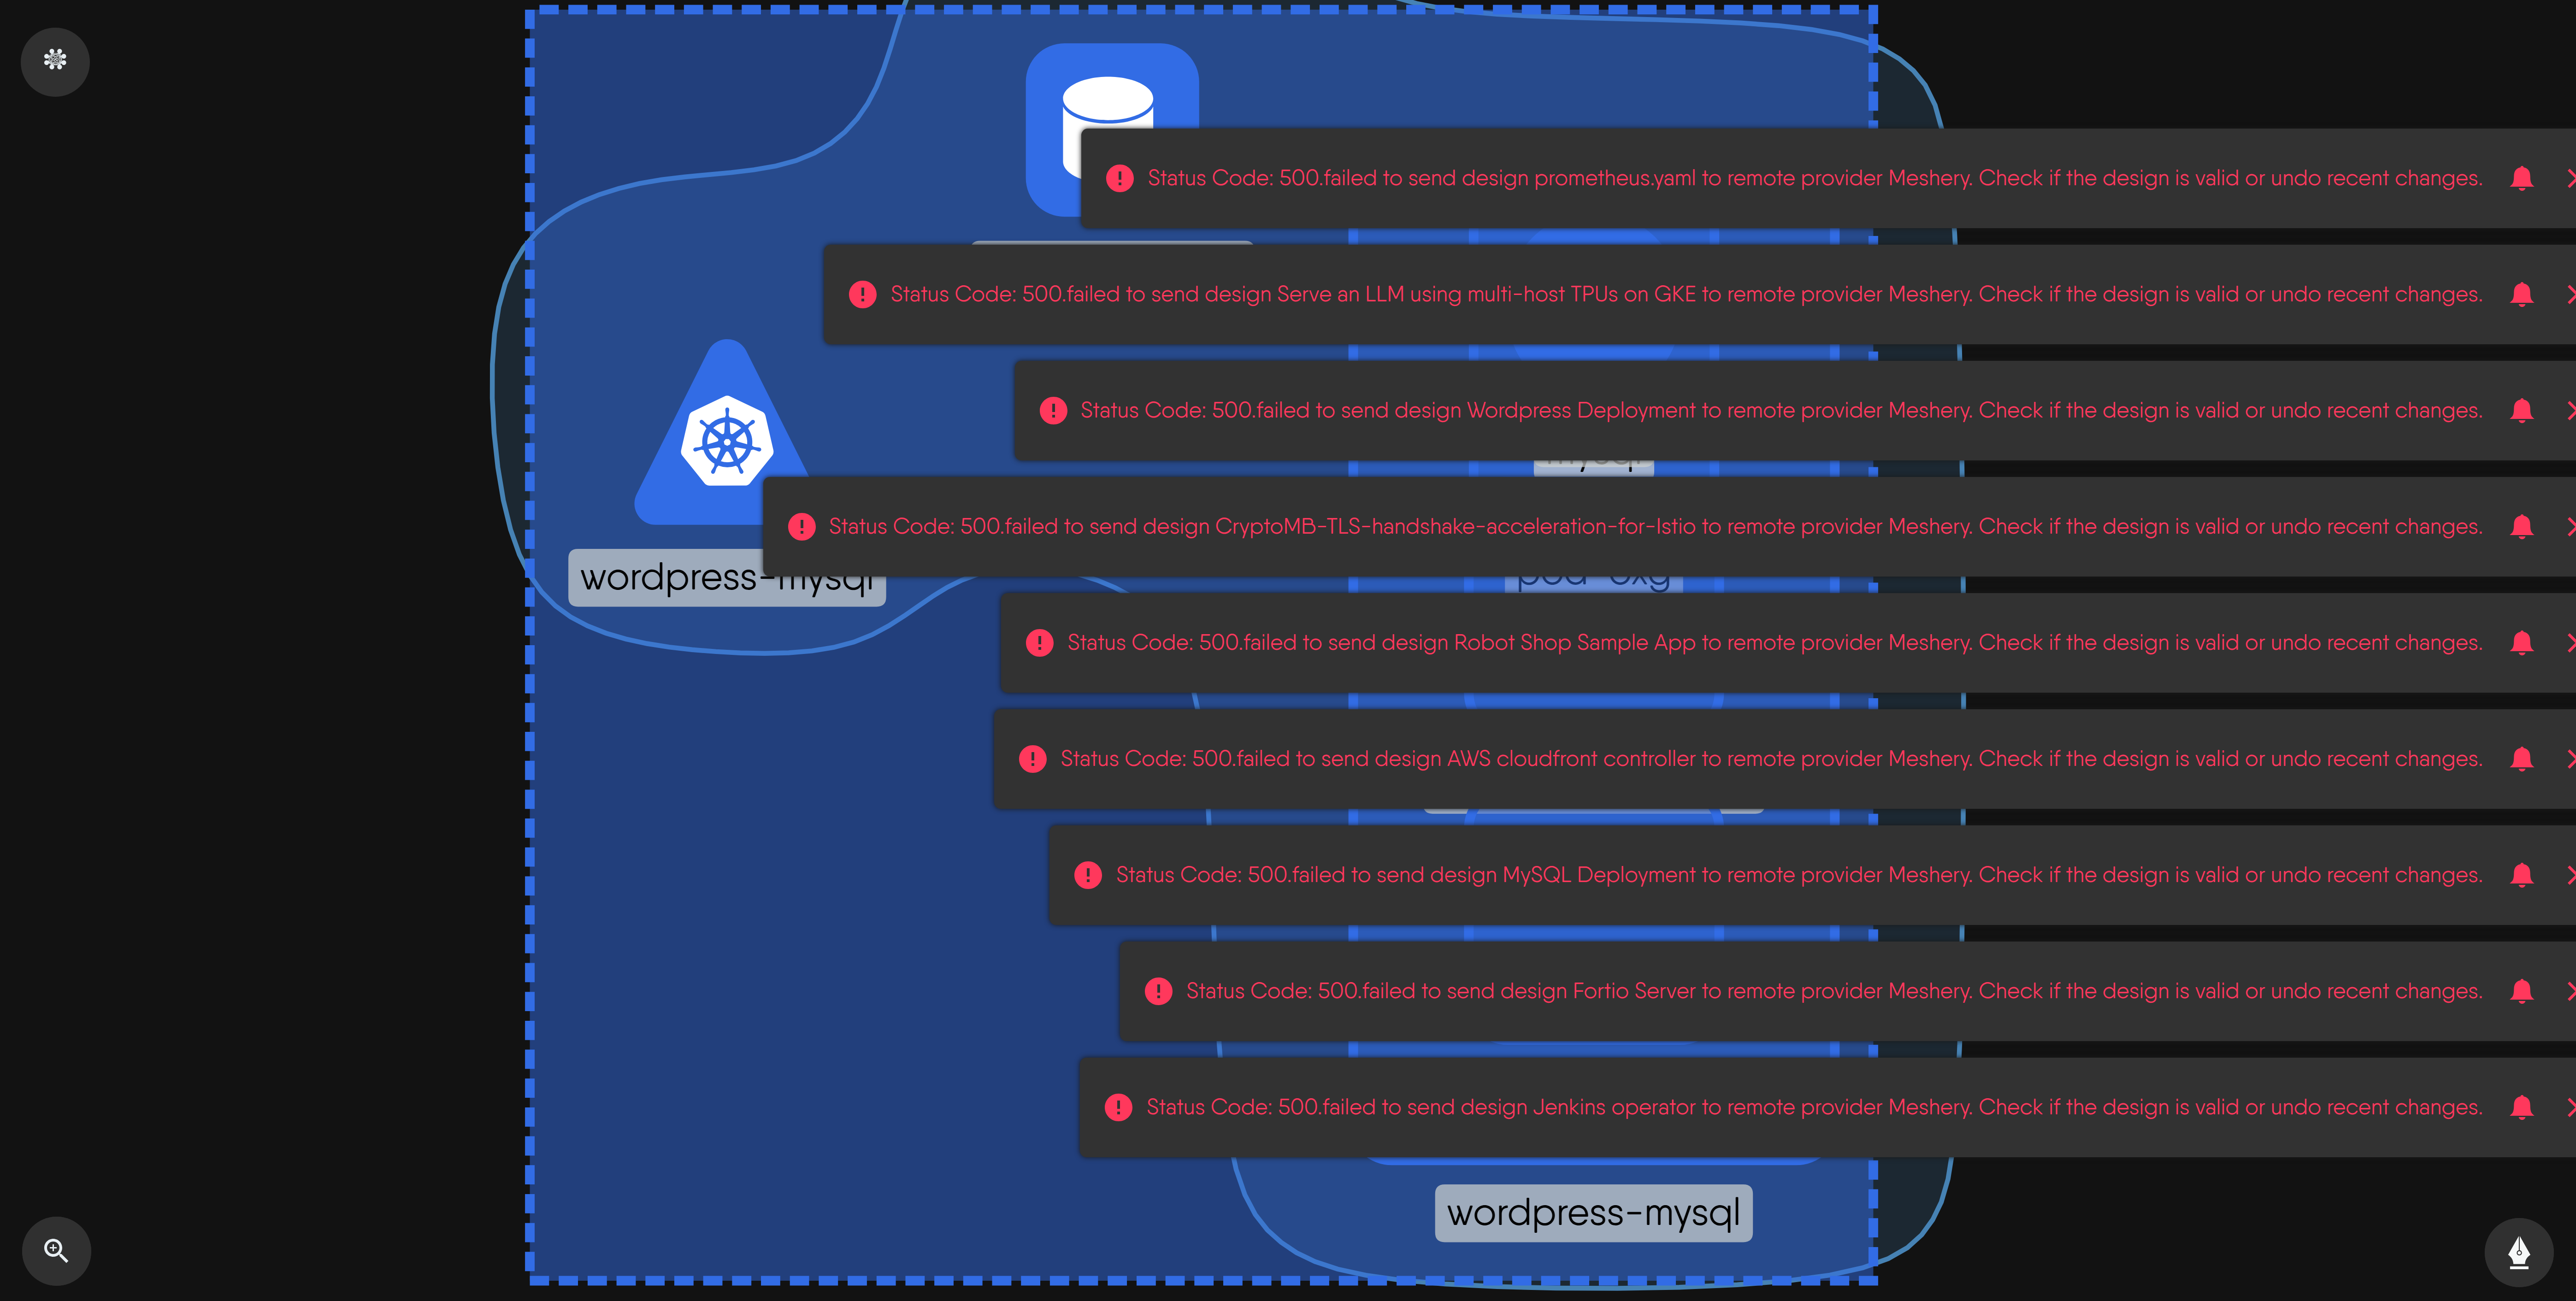 Status Code: 500.failed to send design prometheus.yaml to remote provider Meshery. Check if the design is valid or undo recent changes.
Status Code: 500.failed to send design Serve an LLM using multi-host TPUs on GKE to remote provider Meshery. Check if the design is valid or undo recent changes.
Status Code: 500.failed to send design Wordpress Deployment to remote provider Meshery. Check if the design is valid or undo recent changes.
mysql
Status Code: 500.failed to send design CryptoMB-TLS-handshake-acceleration-for-Istio to remote provider Meshery. Check if the design is valid or undo recent changes.
wordpress-mysql
Status Code: 500.failed to send design Robot Shop Sample App to remote provider Meshery. Check if the design is valid or undo recent changes.
Status Code: 500.failed to send design AWS cloudfront controller to remote provider Meshery. Check if the design is valid or undo recent changes.
Status Code: 500.failed to send design MySQL Deployment to remote provider Meshery. Check if the design is valid or undo recent changes.
Status Code: 500.failed to send design Fortio Server to remote provider Meshery. Check if the design is valid or undo recent changes.
Status Code: 500.failed to send design Jenkins operator to remote provider Meshery. Check if the design is valid or undo recent changes.
wordpress-mysql